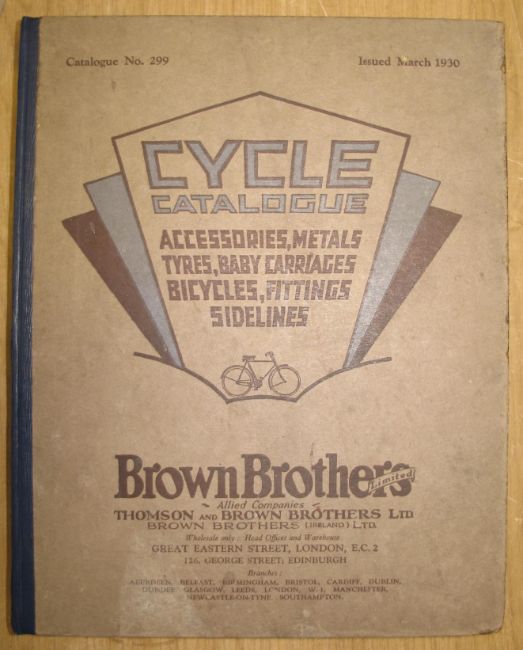 Catalogue No. 299
Issued March 1930
CYCLE
CATALOGUE
ACCESSORIES, METALS
TYRES, BABY CARRIAGES
BICYCLES, FITTINGS
SIDELINES
Brown Brothers
Limited
~ Allied Companies ~
THOMSON AND BROWN BROTHERS LTD
BROWN BROTHERS (IRELAND) LTD.
Wholesale only : Head Offices and Warehouse
GREAT EASTERN STREET, LONDON, E.C. 2
126, GEORGE STREET, EDINBURGH
Branches :
ABERDEEN, BELFAST, BIRMINGHAM, BRISTOL, CARDIFF, DUBLIN,
DUNDEE, GLASGOW, LEEDS, LONDON, W.1, MANCHESTER,
NEWCASTLE-ON-TYNE, SOUTHAMPTON.